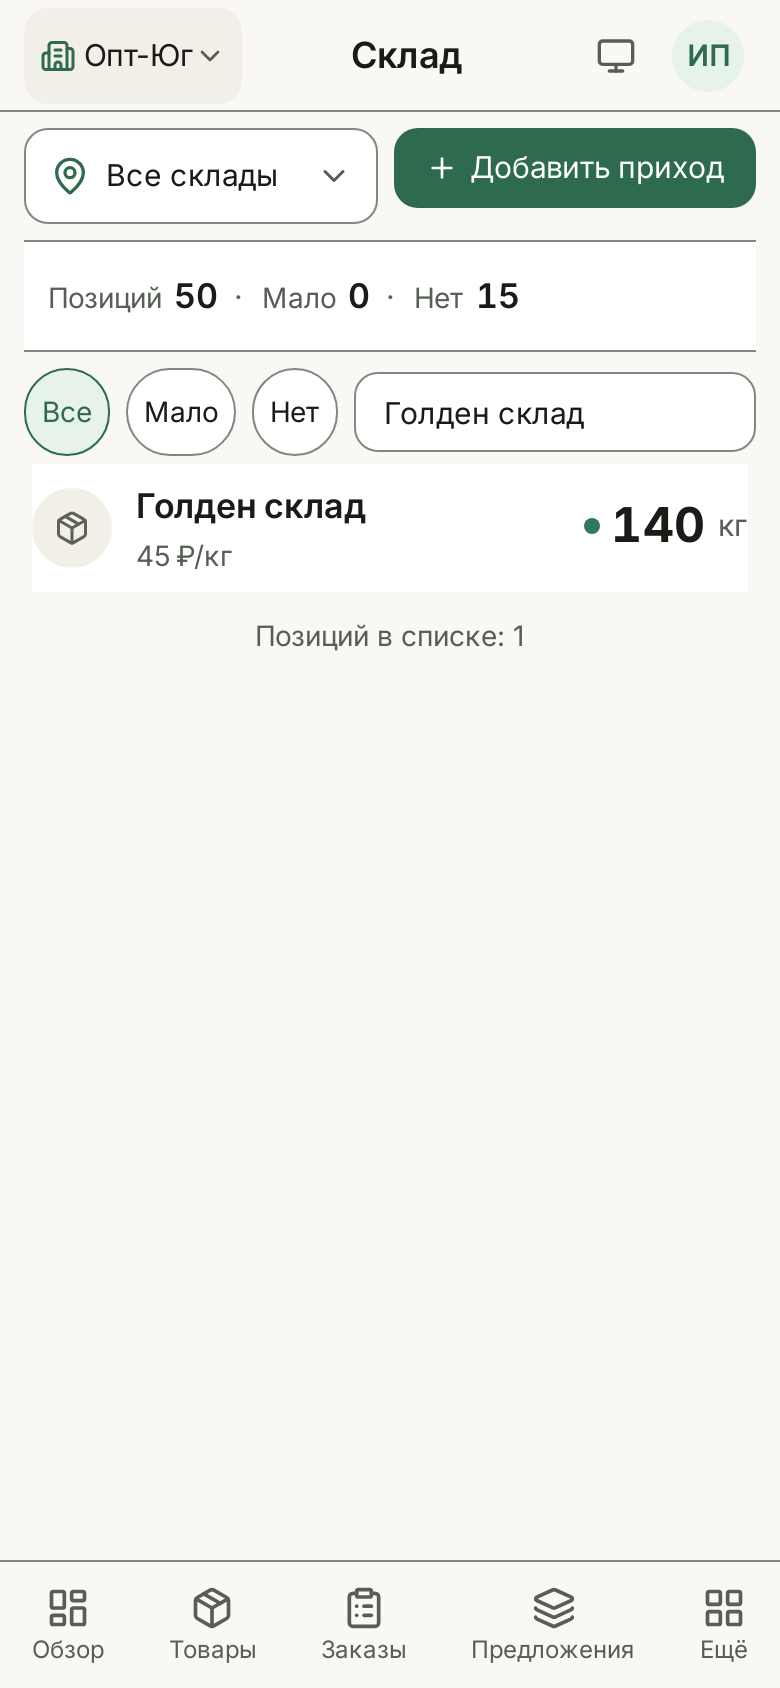 Опт-Юг
Склад
ИП
Все склады
+ Добавить приход
Позиций 50 · Мало 0 · Нет 15
Все
Мало
Нет
Голден склад
Голден склад
45 ₽/кг
140 кг
Позиций в списке: 1
Обзор
Товары
Заказы
Предложения
Ещё